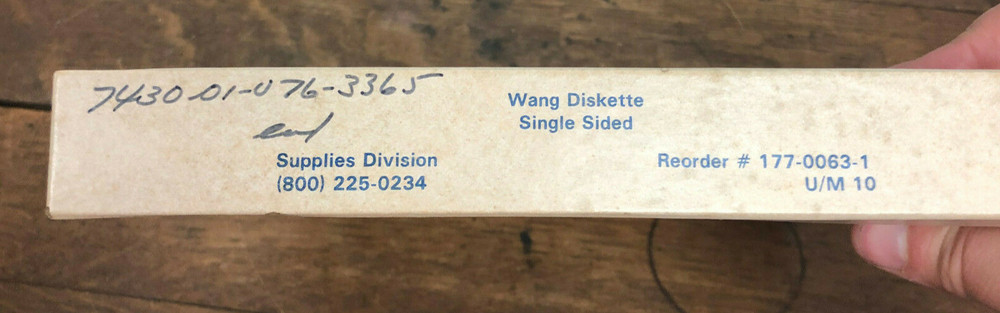 7430-01-076-3365
Wang Diskette
Single Sided
Supplies Division
(800) 225-0234
Reorder # 177-0063-1
U/M 10